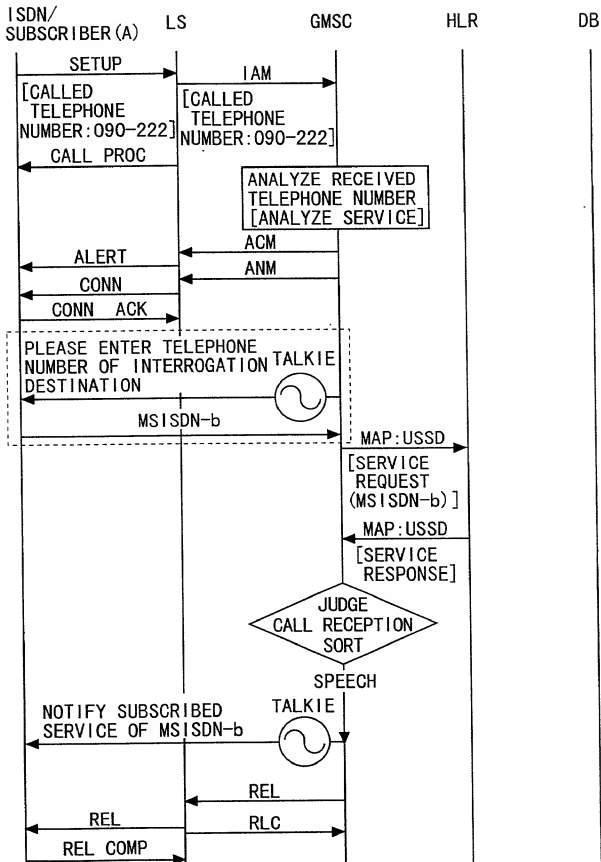 ISDN/
SUBSCRIBER(A)
LS
GMSC
HLR
DB
SETUP
IAM
[CALLED
TELEPHONE
NUMBER:090-222]
[CALLED
TELEPHONE
NUMBER:090-222]
CALL PROC
ANALYZE RECEIVED
TELEPHONE NUMBER
[ANALYZE SERVICE]
ACM
ALERT
ANM
CONN
CONN ACK
PLEASE ENTER TELEPHONE
NUMBER OF INTERROGATION
DESTINATION
TALKIE
MSISDN-b
MAP:USSD
[SERVICE
REQUEST
(MSISDN-b)]
MAP:USSD
[SERVICE
RESPONSE]
JUDGE
CALL RECEPTION
SORT
SPEECH
NOTIFY SUBSCRIBED
SERVICE OF MSISDN-b
TALKIE
REL
REL
RLC
REL COMP